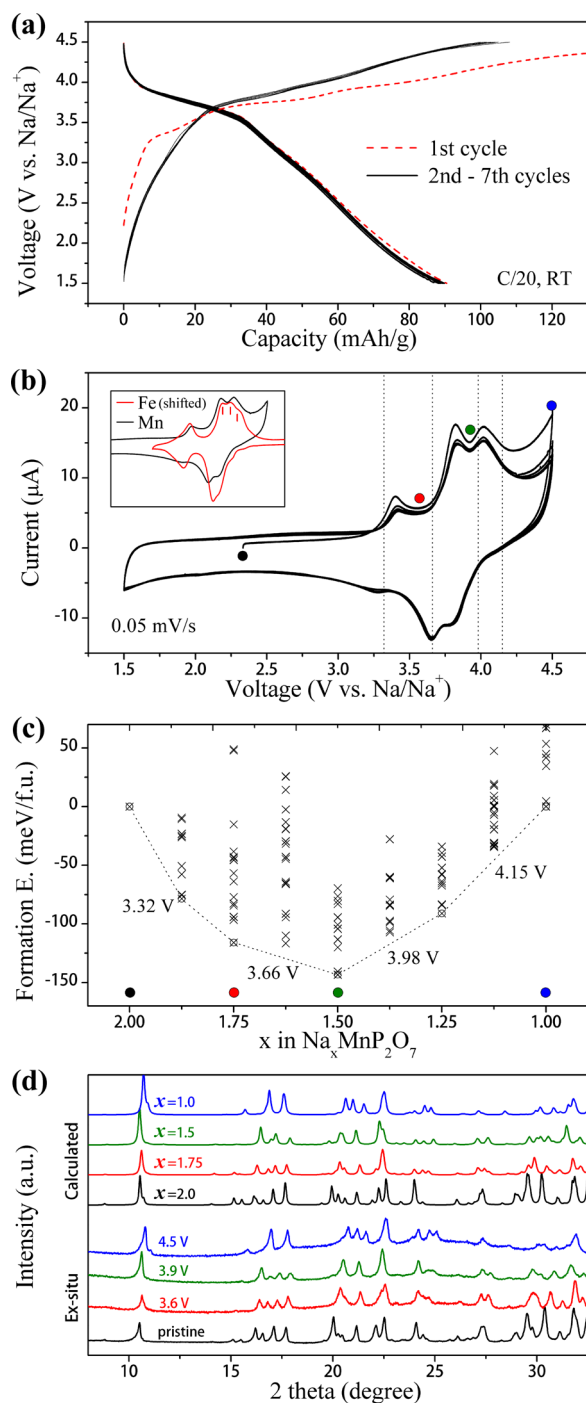 (a)
4.5
4.0
3.5
3.0
2.5
2.0
1.5
Voltage (V vs. Na/Na+)
1st cycle
2nd - 7th cycles
C/20, RT
0 20 40 60 80 100 120
Capacity (mAh/g)
(b)
20
10
0
-10
Current (μA)
Fe (shifted)
Mn
0.05 mV/s
1.5 2.0 2.5 3.0 3.5 4.0 4.5
Voltage (V vs. Na/Na+)
(c)
50
0
-50
-100
-150
Formation E. (meV/f.u.)
3.32 V
3.66 V
3.98 V
4.15 V
2.00 1.75 1.50 1.25 1.00
x in NaxMnP2O7
(d)
Intensity (a.u.)
Calculated
x=1.0
x=1.5
x=1.75
x=2.0
Ex-situ
4.5 V
3.9 V
3.6 V
pristine
10 15 20 25 30
2 theta (degree)